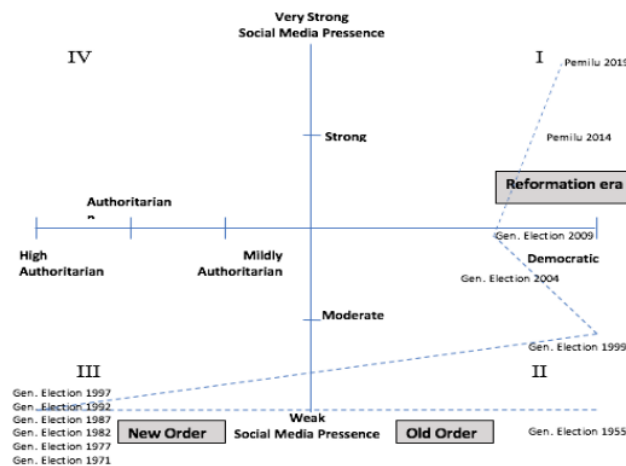 Very Strong
Social Media Pressence
IV
I
Pemilu 2019
Strong
Pemilu 2014
Reformation era
Authoritarian
Gen. Election 2009
High
Authoritarian
Mildly
Authoritarian
Democratic
Gen. Election 2004
Moderate
Gen. Election 1999
III
II
Gen. Election 1997
Gen. Election 1992
Gen. Election 1987
Gen. Election 1982
Gen. Election 1977
Gen. Election 1971
New Order
Weak
Social Media Pressence
Old Order
Gen. Election 1955